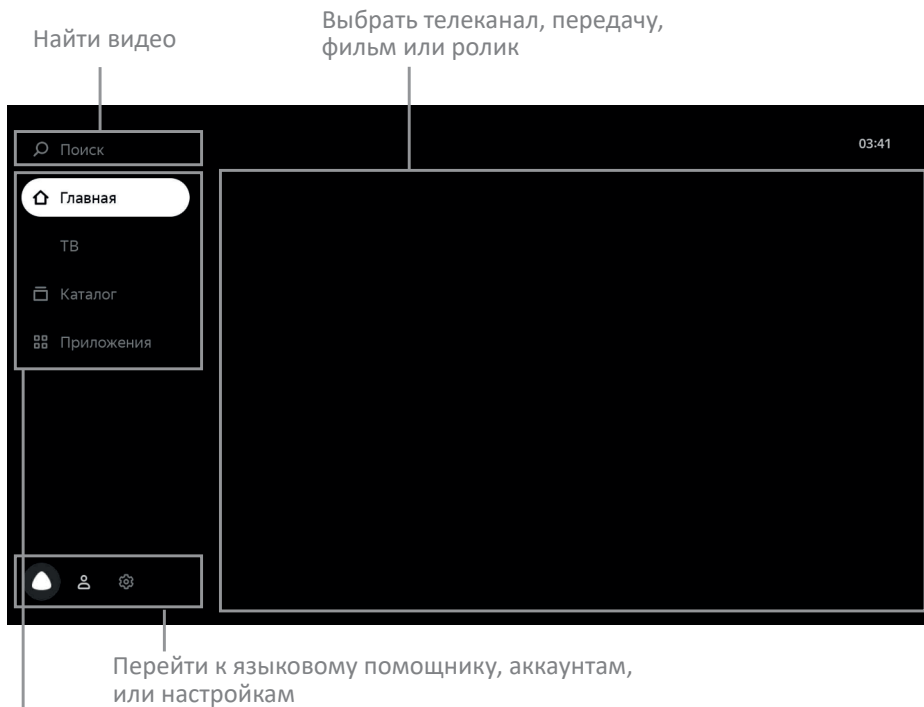 Найти видео
Выбрать телеканал, передачу,
фильм или ролик
Поиск
03:41
Главная
ТВ
Каталог
Приложения
Перейти к языковому помощнику, аккаунтам,
или настройкам